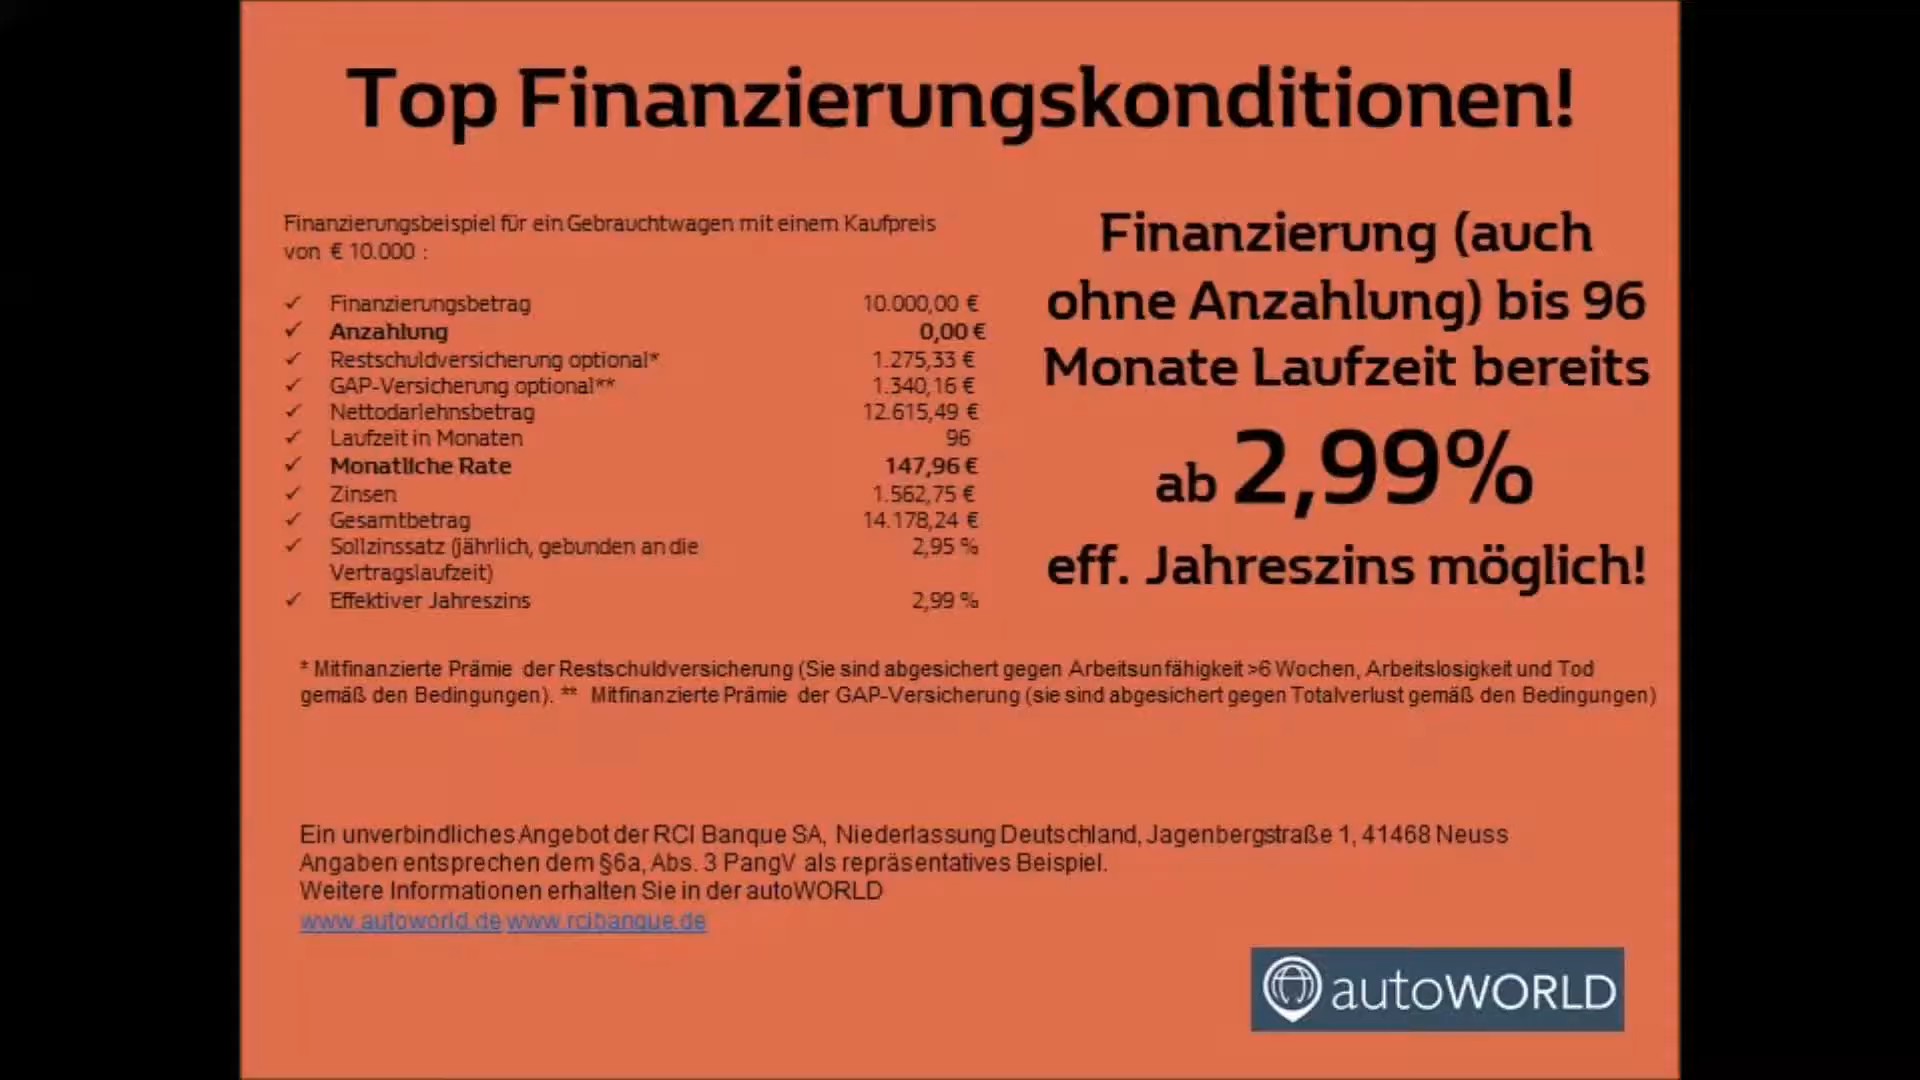 Top Finanzierungskonditionen!
Finanzierungsbeispiel für ein Gebrauchtwagen mit einem Kaufpreis
von € 10.000 :
✓ Finanzierungsbetrag 10.000,00 €
✓ Anzahlung 0,00 €
✓ Restschuldversicherung optional* 1.275,33 €
✓ GAP-Versicherung optional** 1.340,16 €
✓ Nettodarlehnsbetrag 12.615,49 €
✓ Laufzeit in Monaten 96
✓ Monatliche Rate 147,96 €
✓ Zinsen 1.562,75 €
✓ Gesamtbetrag 14.178,24 €
✓ Sollzinssatz (jährlich, gebunden an die 2,95 %
Vertragslaufzeit)
✓ Effektiver Jahreszins 2,99 %
Finanzierung (auch
ohne Anzahlung) bis 96
Monate Laufzeit bereits
ab 2,99%
eff. Jahreszins möglich!
* Mitfinanzierte Prämie der Restschuldversicherung (Sie sind abgesichert gegen Arbeitsunfähigkeit >6 Wochen, Arbeitslosigkeit und Tod
gemäß den Bedingungen). ** Mitfinanzierte Prämie der GAP-Versicherung (sie sind abgesichert gegen Totalverlust gemäß den Bedingungen)
Ein unverbindliches Angebot der RCI Banque SA, Niederlassung Deutschland, Jagenbergstraße 1, 41468 Neuss
Angaben entsprechen dem §6a, Abs. 3 PangV als repräsentatives Beispiel.
Weitere Informationen erhalten Sie in der autoWORLD
www.autoworld.de www.rcibanque.de
autoWORLD